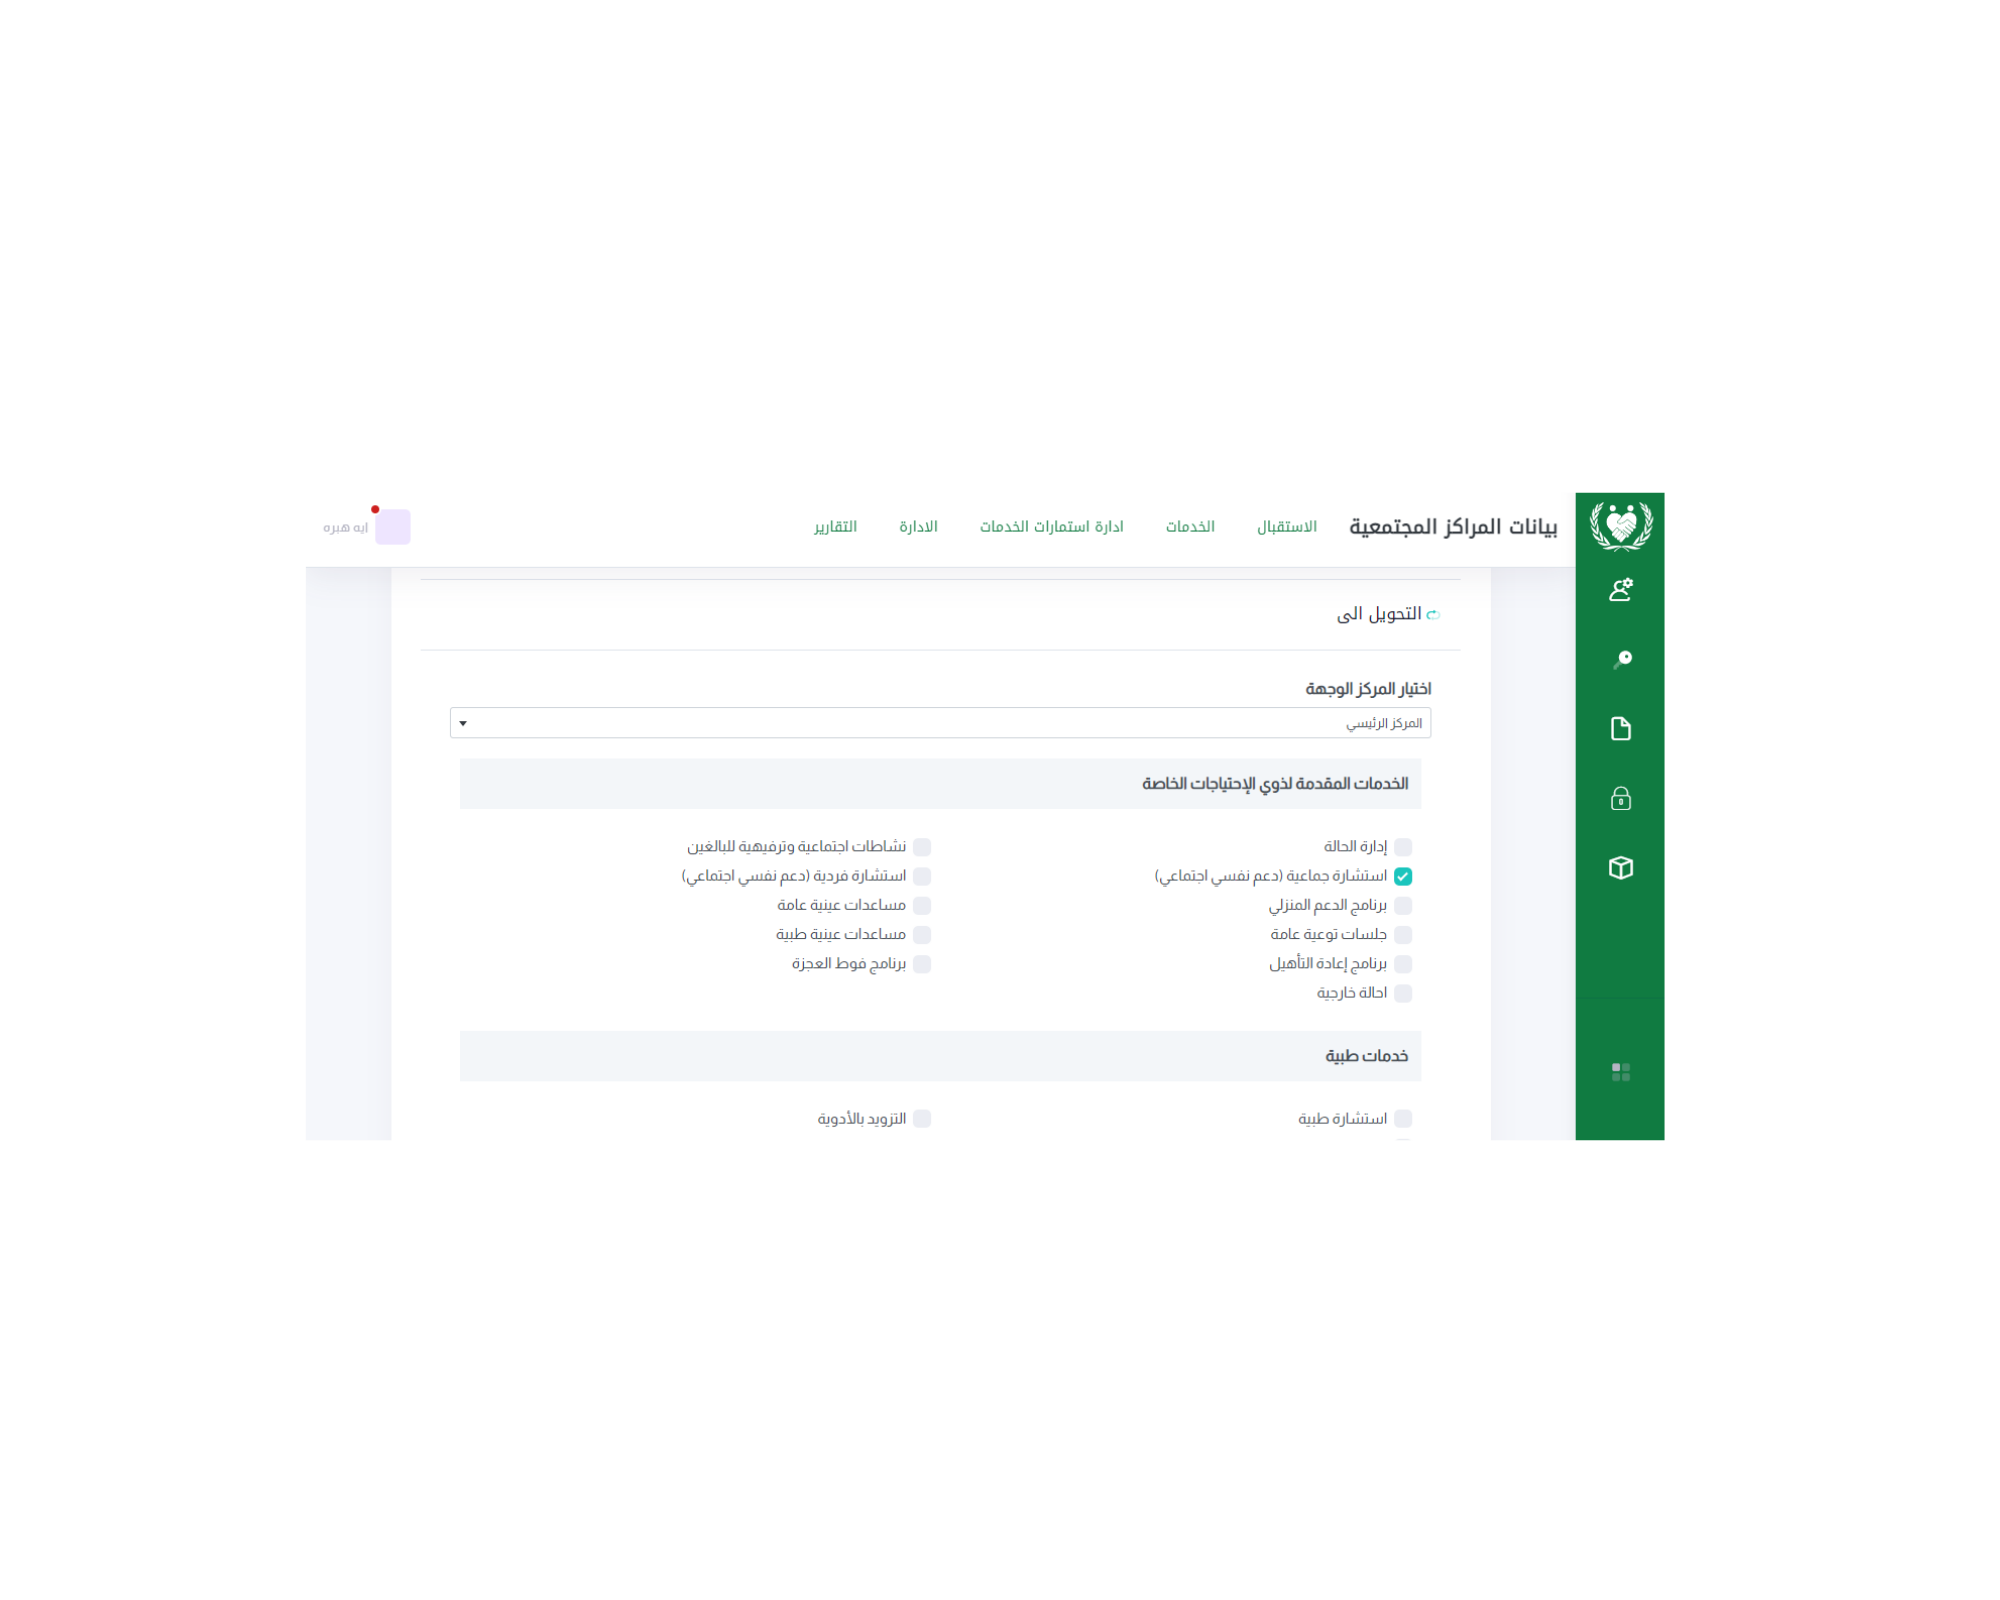 بيانات المراكز المجتمعية
الاستقبال
الخدمات
ادارة استمارات الخدمات
الادارة
التقارير
ايه هبره
التحويل الى
اختيار المركز الوجهة
المركز الرئيسي
الخدمات المقدمة لذوي الإحتياجات الخاصة
إدارة الحالة
نشاطات اجتماعية وترفيهية للبالغين
استشارة جماعية (دعم نفسي اجتماعي)
استشارة فردية (دعم نفسي اجتماعي)
برنامج الدعم المنزلي
مساعدات عينية عامة
جلسات توعية عامة
مساعدات عينية طبية
برنامج إعادة التأهيل
برنامج فوط العجزة
احالة خارجية
خدمات طبية
استشارة طبية
التزويد بالأدوية